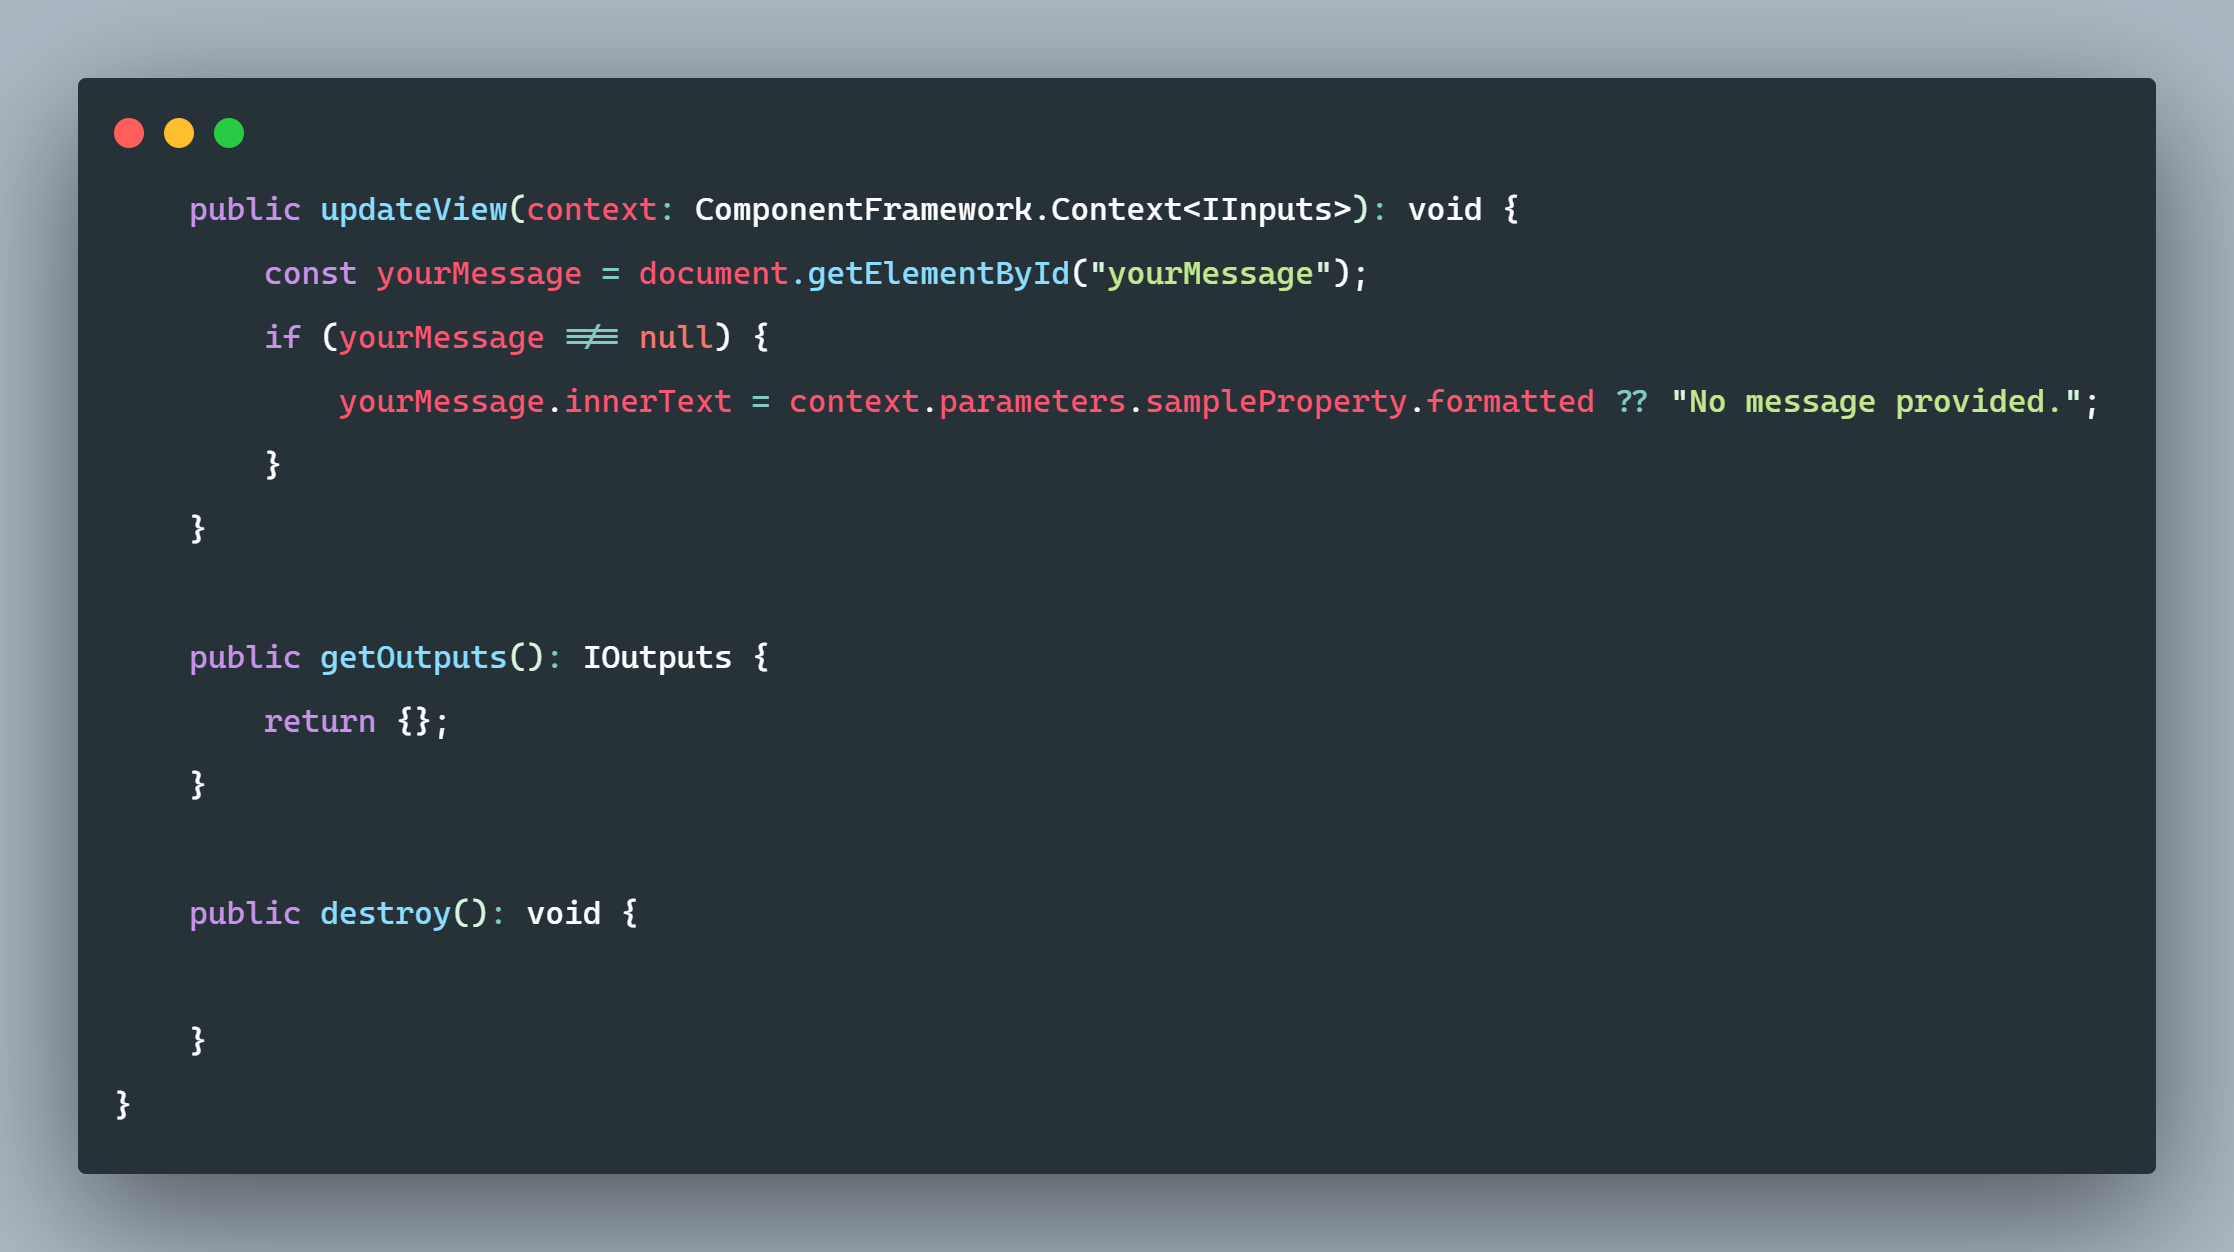 public updateView(context: ComponentFramework.Context<IInputs>): void {
const yourMessage = document.getElementById("yourMessage");
if (yourMessage !== null) {
yourMessage.innerText = context.parameters.sampleProperty.formatted ?? "No message provided.";
}
}
public getOutputs(): IOutputs {
return {};
}
public destroy(): void {
}
}